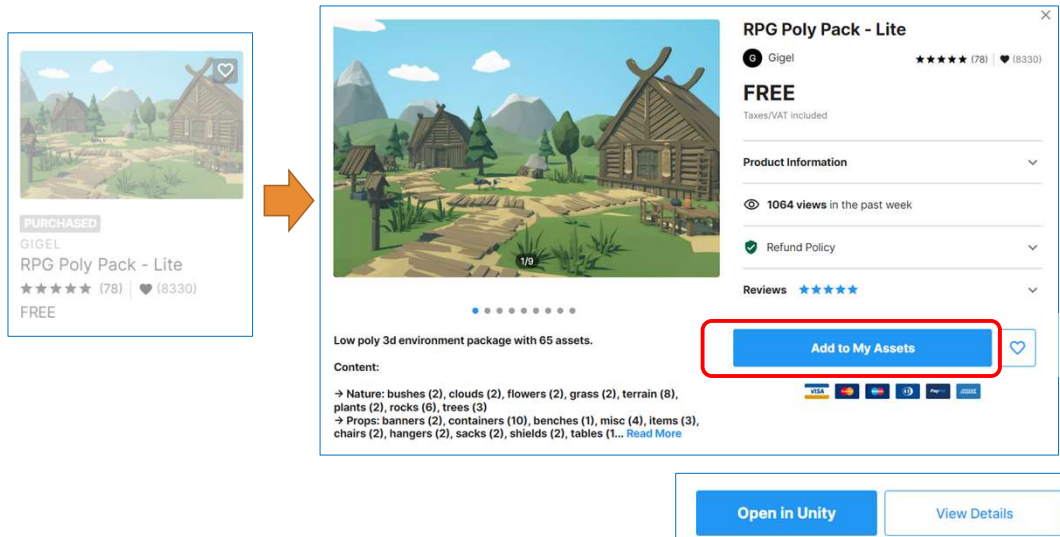 PURCHASED
GIGEL
RPG Poly Pack - Lite
★★★★★ (78) | ♥ (8330)
FREE
1/9
Low poly 3d environment package with 65 assets.
Content:
→ Nature: bushes (2), clouds (2), flowers (2), grass (2), terrain (8),
plants (2), rocks (6), trees (3)
→ Props: banners (2), containers (10), benches (1), misc (4), items (3),
chairs (2), hangers (2), sacks (2), shields (2), tables (1... Read More
RPG Poly Pack - Lite
G Gigel ★★★★★ (78) | ♥ (8330)
FREE
Taxes/VAT included
Product Information
1064 views in the past week
Refund Policy
Reviews ★★★★★
Add to My Assets
VISA PayPal
Open in Unity View Details